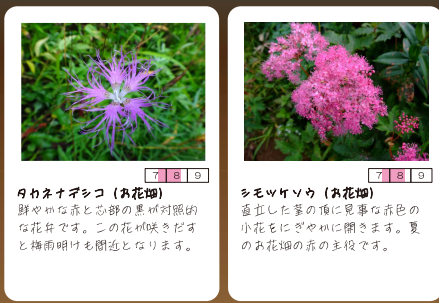 7 8 9
タカネナデシコ（お花畑）
鮮やかな赤と芯部の黒が対照的
な花弁です。この花が咲きだす
と梅雨明けも間近となります。
7 8 9
シモツケソウ（お花畑）
直立した茎の頂に見事な赤色の
小花をにぎやかに開きます。夏
のお花畑の赤の主役です。